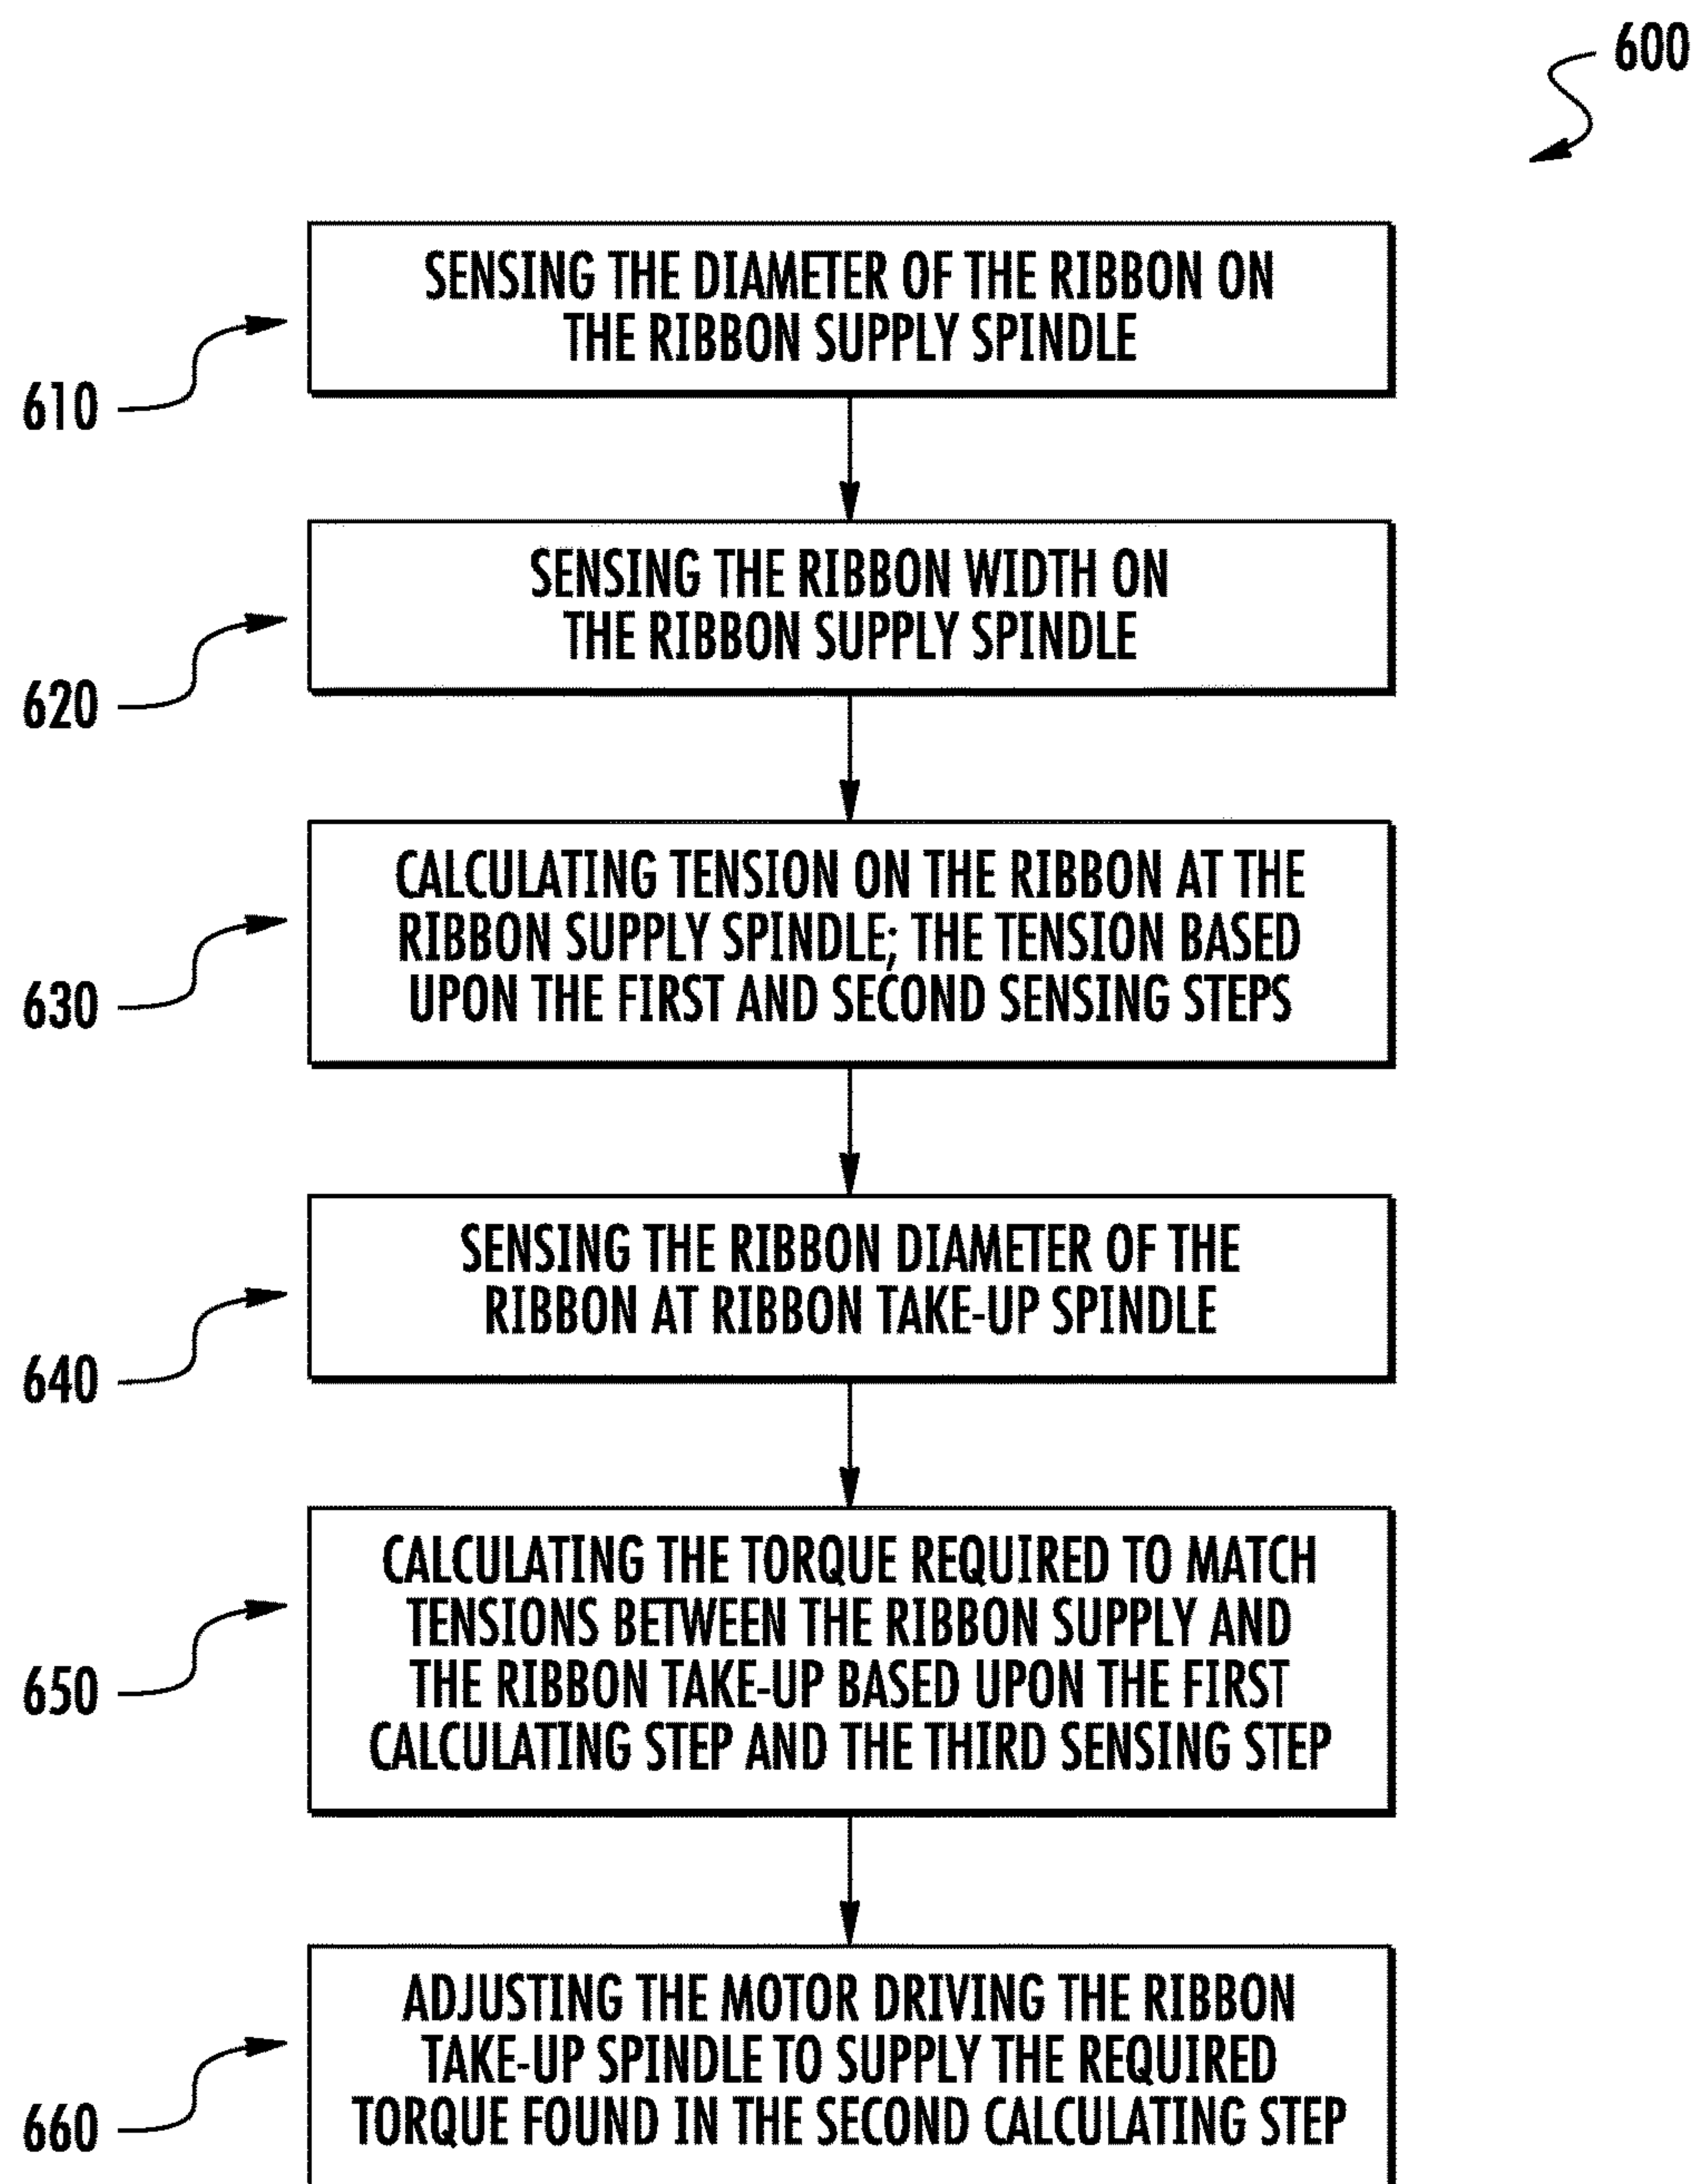 600
SENSING THE DIAMETER OF THE RIBBON ON
THE RIBBON SUPPLY SPINDLE
610
SENSING THE RIBBON WIDTH ON
THE RIBBON SUPPLY SPINDLE
620
CALCULATING TENSION ON THE RIBBON AT THE
RIBBON SUPPLY SPINDLE; THE TENSION BASED
UPON THE FIRST AND SECOND SENSING STEPS
630
SENSING THE RIBBON DIAMETER OF THE
RIBBON AT RIBBON TAKE-UP SPINDLE
640
CALCULATING THE TORQUE REQUIRED TO MATCH
TENSIONS BETWEEN THE RIBBON SUPPLY AND
THE RIBBON TAKE-UP BASED UPON THE FIRST
CALCULATING STEP AND THE THIRD SENSING STEP
650
ADJUSTING THE MOTOR DRIVING THE RIBBON
TAKE-UP SPINDLE TO SUPPLY THE REQUIRED
TORQUE FOUND IN THE SECOND CALCULATING STEP
660